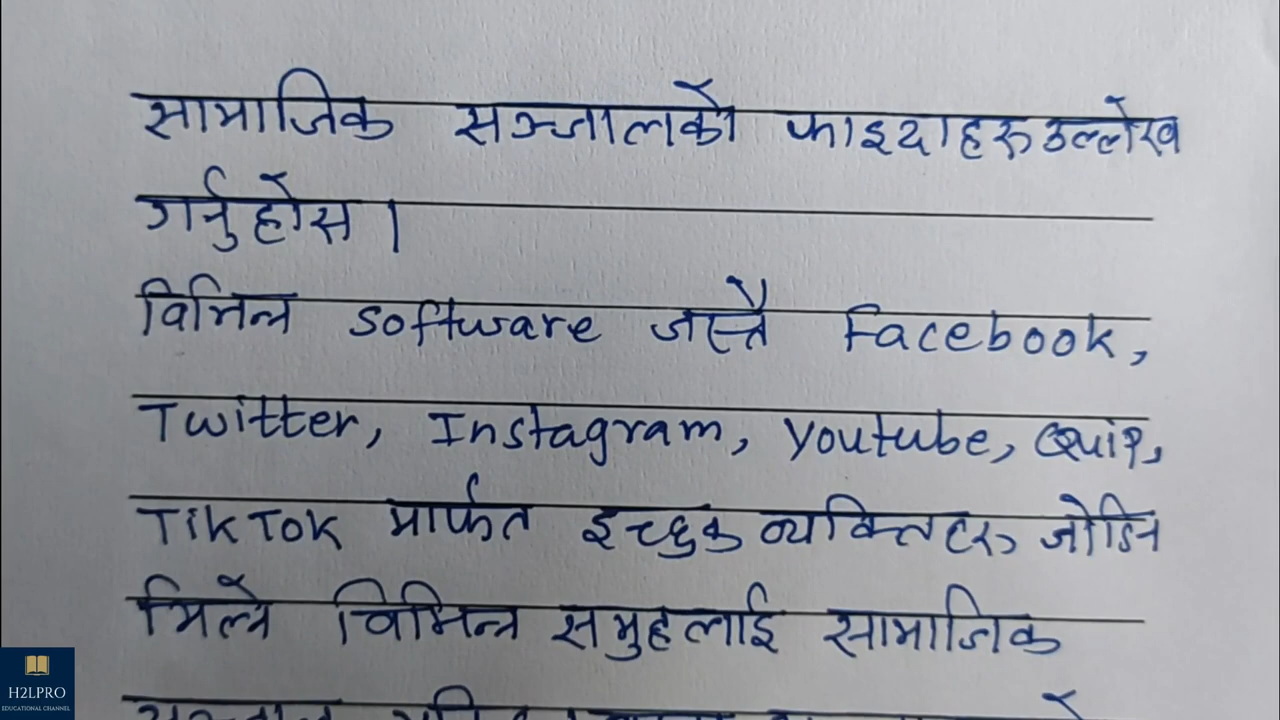 सामाजिक सञ्जालको फाइदाहरु उल्लेख
गर्नुहोस ।
विभिन्न software जस्तै Facebook,
Twitter, Instagram, Youtube, Quip,
TikTok मार्फत इच्छुक व्यक्तिहरु जोडिन
मिल्ने विभिन्न समुहलाई सामाजिक
H2LPRO
EDUCATIONAL CHANNEL